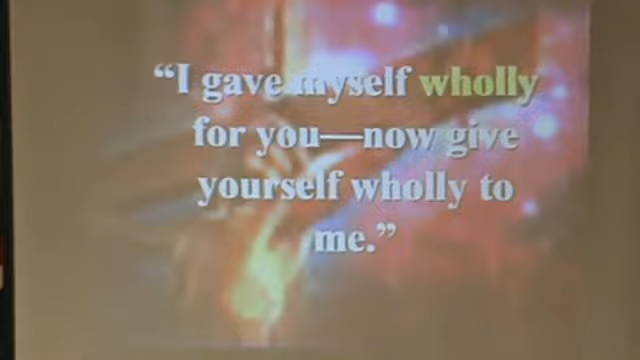 “I gave myself wholly
for you—now give
yourself wholly to
me.”